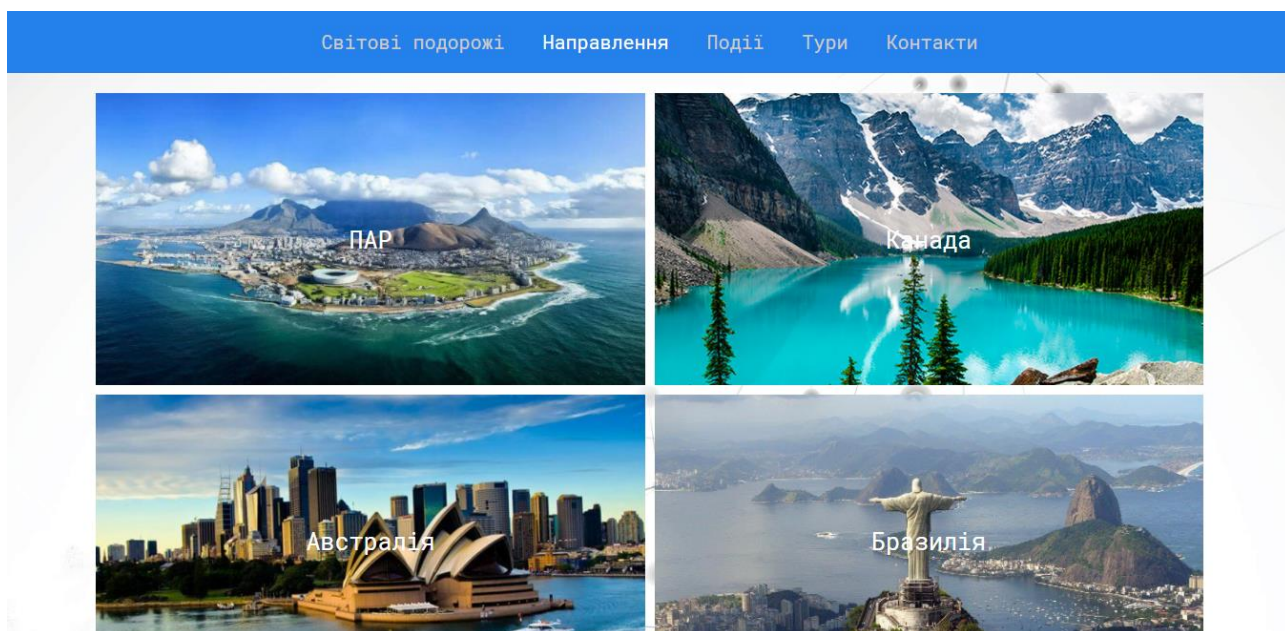 Світові подорожі Направлення Події Тури Контакти
ПАР
Канада
Австралія
Бразилія